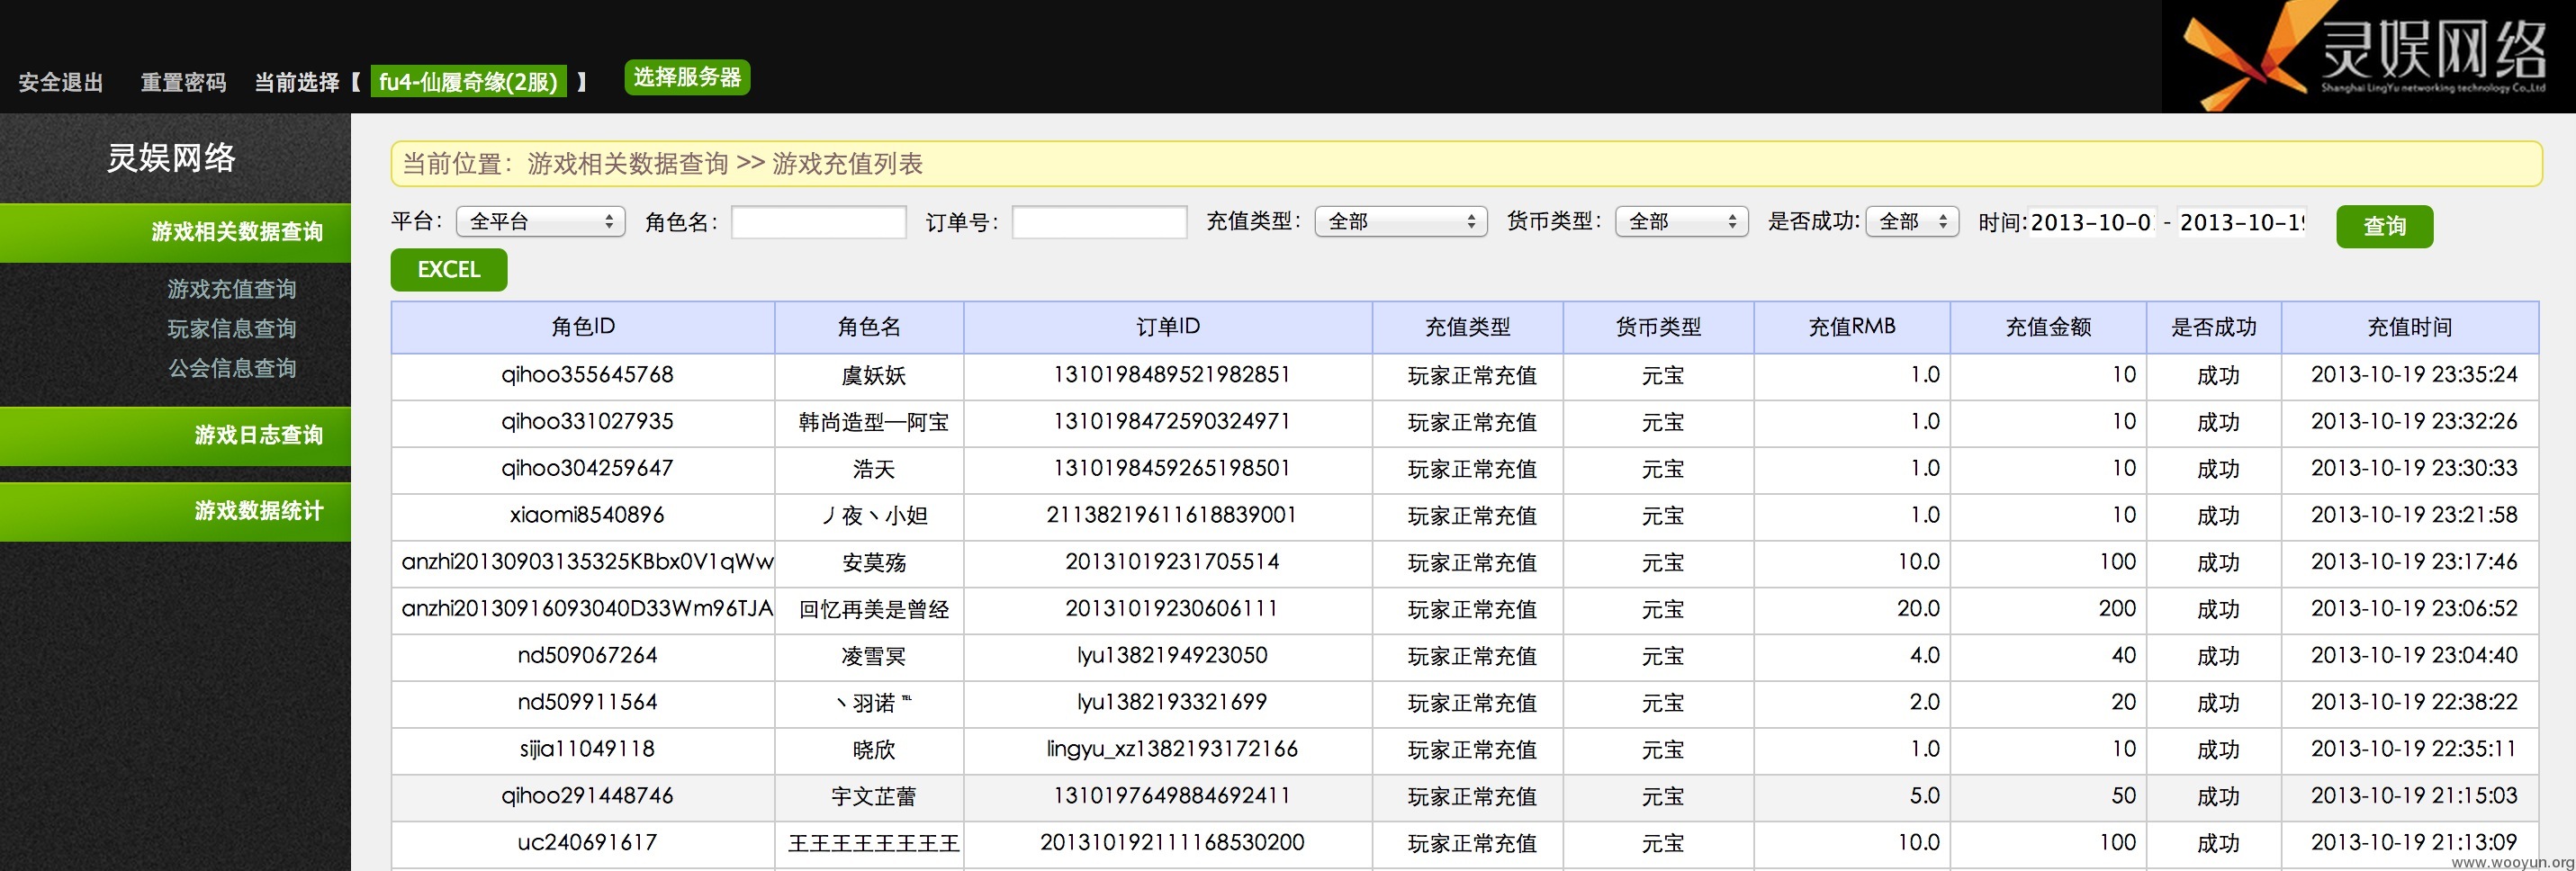 安全退出 重置密码 当前选择【 fu4-仙履奇缘(2服) 】 选择服务器
灵娱网络
Shanghai LingYu networking technology Co.,Ltd
灵娱网络
游戏相关数据查询
游戏充值查询
玩家信息查询
公会信息查询
游戏日志查询
游戏数据统计
当前位置：游戏相关数据查询 >> 游戏充值列表
平台： 全平台 角色名： 订单号： 充值类型： 全部 货币类型： 全部 是否成功: 全部 时间:2013-10-0 - 2013-10-19 查询
EXCEL
角色ID 角色名 订单ID 充值类型 货币类型 充值RMB 充值金额 是否成功 充值时间
qihoo355645768 虞妖妖 1310198489521982851 玩家正常充值 元宝 1.0 10 成功 2013-10-19 23:35:24
qihoo331027935 韩尚造型—阿宝 1310198472590324971 玩家正常充值 元宝 1.0 10 成功 2013-10-19 23:32:26
qihoo304259647 浩天 1310198459265198501 玩家正常充值 元宝 1.0 10 成功 2013-10-19 23:30:33
xiaomi8540896 丿夜丶小妲 21138219611618839001 玩家正常充值 元宝 1.0 10 成功 2013-10-19 23:21:58
anzhi20130903135325KBbx0V1qWw 安莫殇 20131019231705514 玩家正常充值 元宝 10.0 100 成功 2013-10-19 23:17:46
anzhi20130916093040D33Wm96TJA 回忆再美是曾经 20131019230606111 玩家正常充值 元宝 20.0 200 成功 2013-10-19 23:06:52
nd509067264 凌雪冥 lyu1382194923050 玩家正常充值 元宝 4.0 40 成功 2013-10-19 23:04:40
nd509911564 丶羽诺℡ lyu1382193321699 玩家正常充值 元宝 2.0 20 成功 2013-10-19 22:38:22
sijia11049118 晓欣 lingyu_xz1382193172166 玩家正常充值 元宝 1.0 10 成功 2013-10-19 22:35:11
qihoo291448746 宇文芷蕾 1310197649884692411 玩家正常充值 元宝 5.0 50 成功 2013-10-19 21:15:03
uc240691617 王王王王王王王王 201310192111168530200 玩家正常充值 元宝 10.0 100 成功 2013-10-19 21:13:09
www.wooyun.org